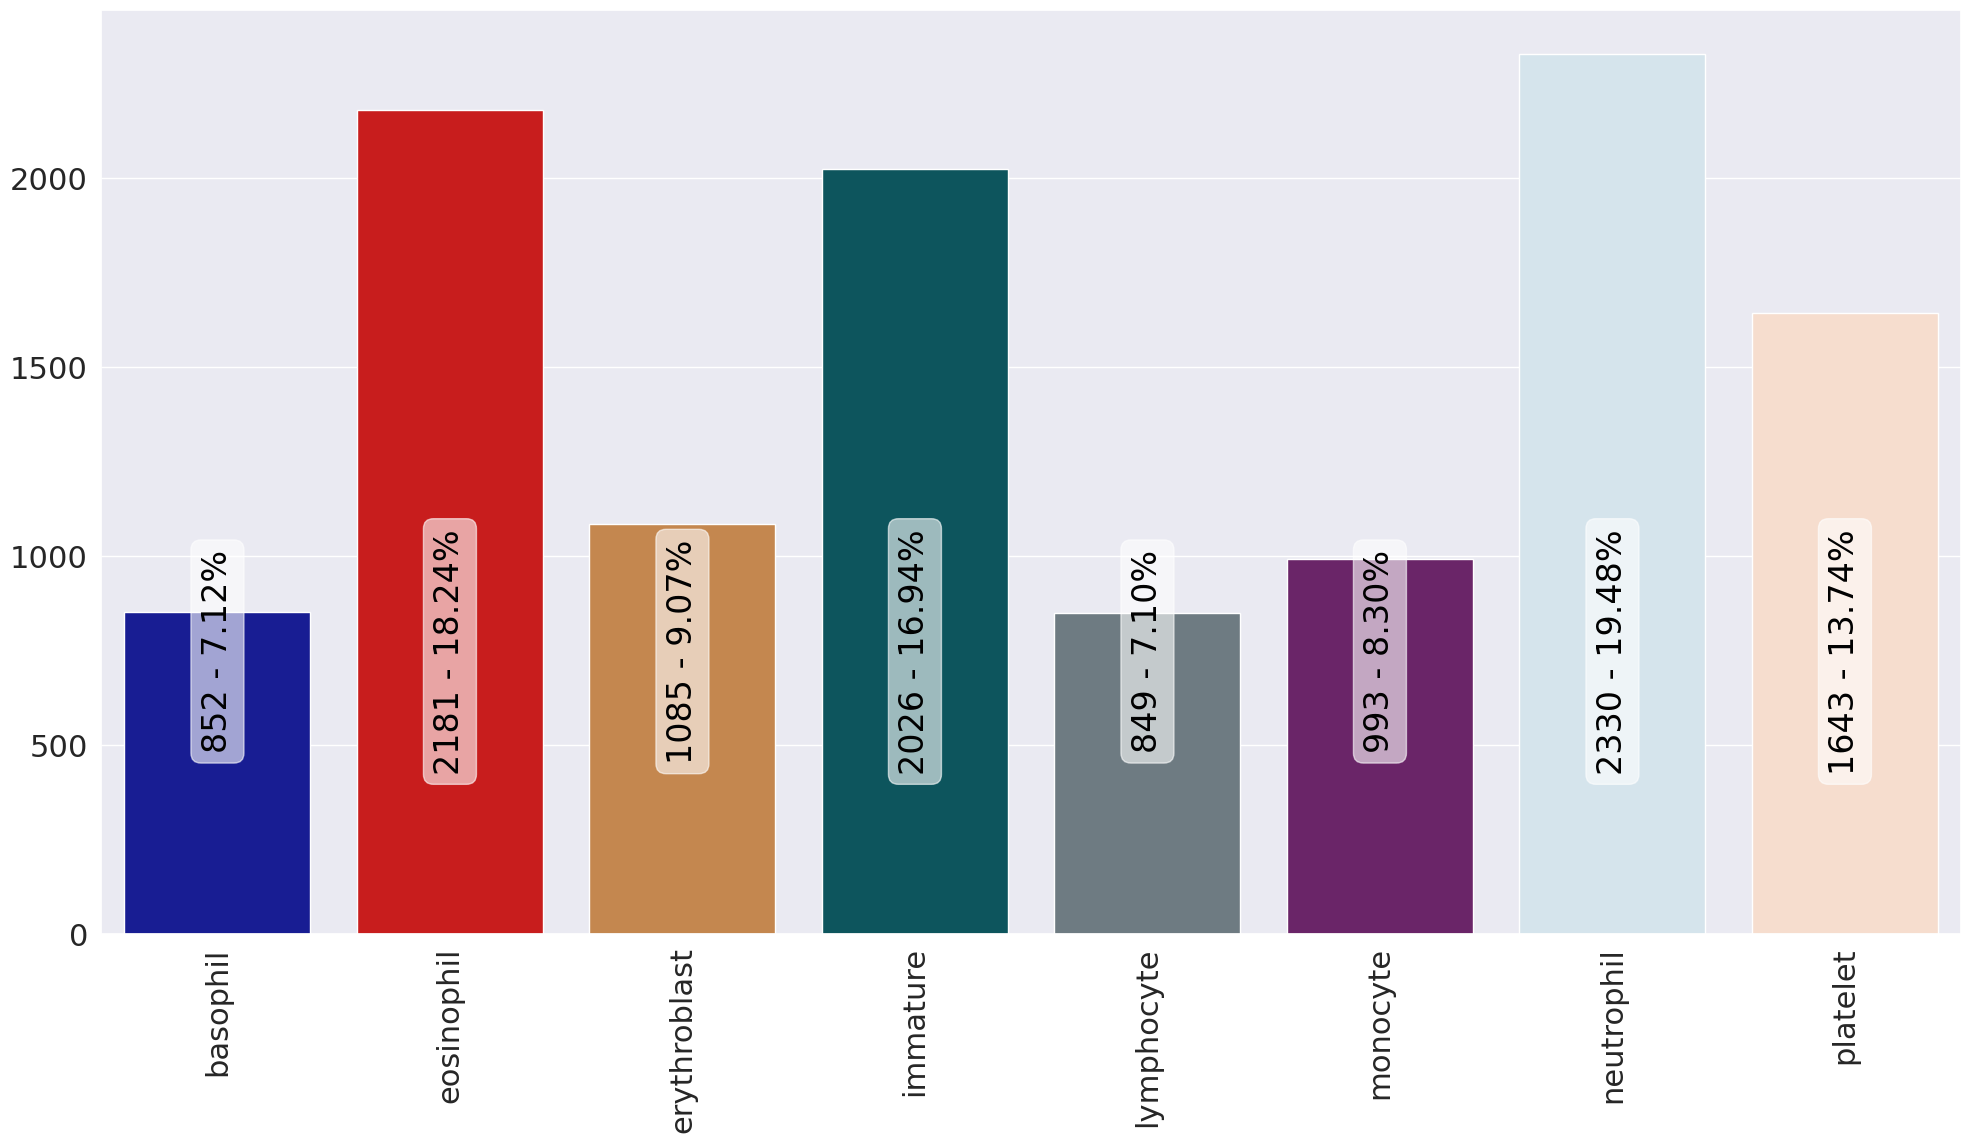 2000
1500
1000
500
0
852 - 7.12%
2181 - 18.24%
1085 - 9.07%
2026 - 16.94%
849 - 7.10%
993 - 8.30%
2330 - 19.48%
1643 - 13.74%
basophil
eosinophil
erythroblast
immature
lymphocyte
monocyte
neutrophil
platelet